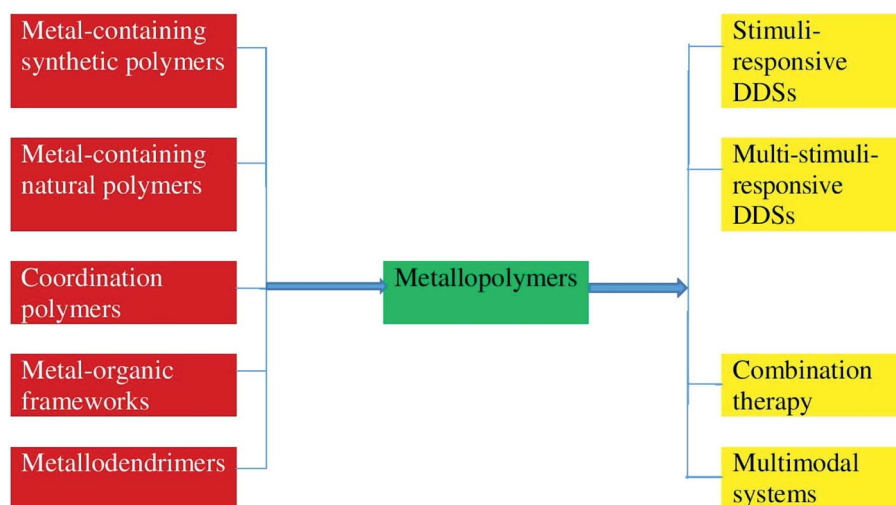 Metal-containing
synthetic polymers
Metal-containing
natural polymers
Coordination
polymers
Metal-organic
frameworks
Metallodendrimers
Metallopolymers
Stimuli-
responsive
DDSs
Multi-stimuli-
responsive
DDSs
Combination
therapy
Multimodal
systems